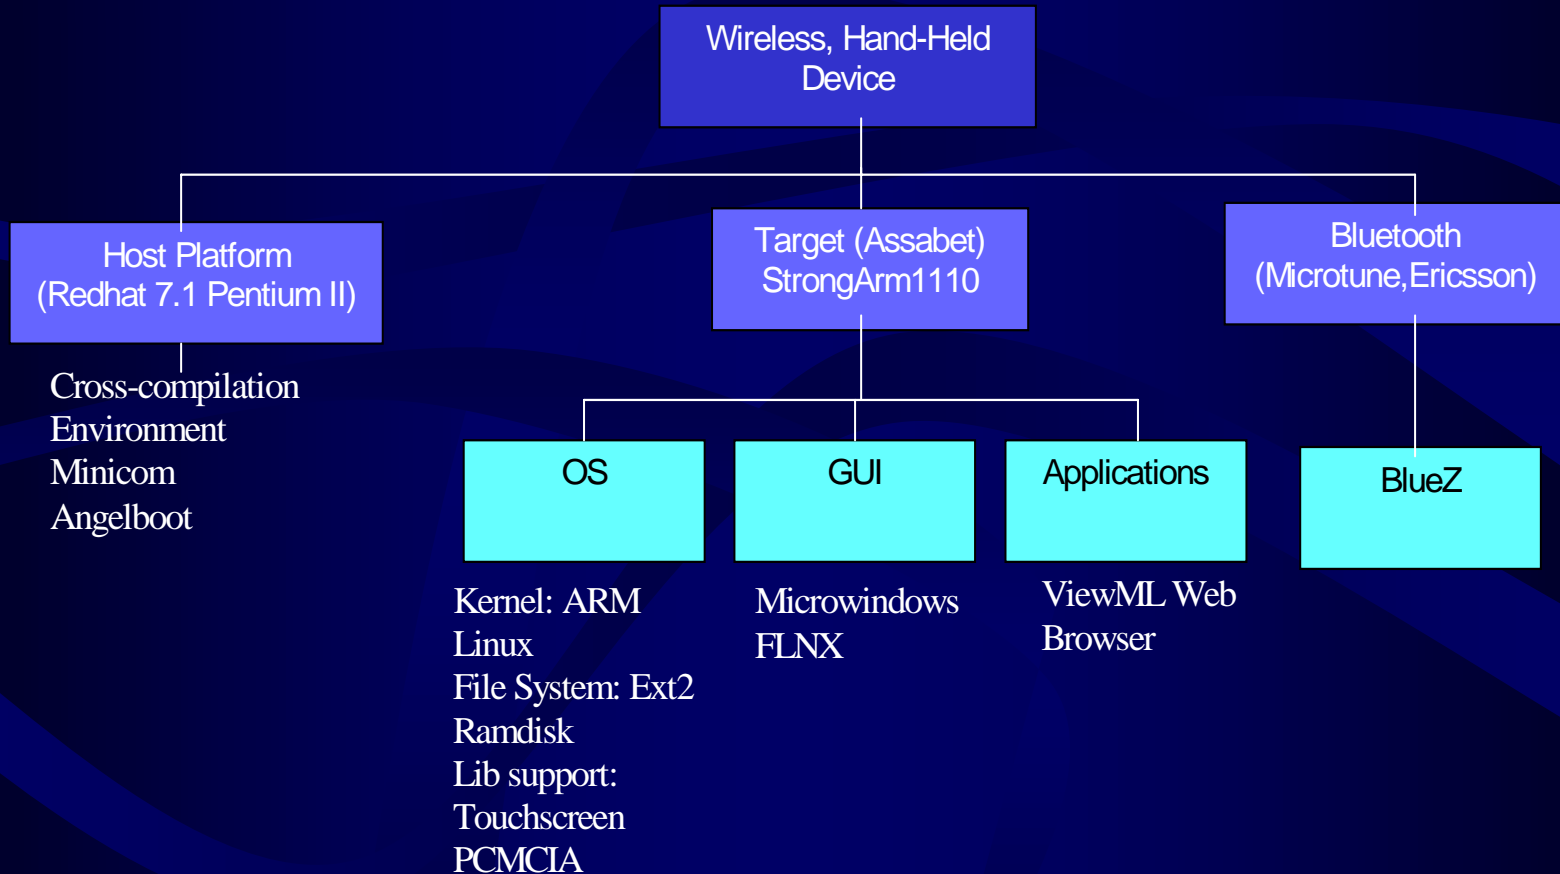 Wireless, Hand-Held
Device
Host Platform
(Redhat 7.1 Pentium II)
Target (Assabet)
StrongArm1110
Bluetooth
(Microtune,Ericsson)
Cross-compilation
Environment
Minicom
Angelboot
OS
GUI
Applications
BlueZ
Kernel: ARM
Linux
File System: Ext2
Ramdisk
Lib support:
Touchscreen
PCMCIA
Microwindows
FLNX
ViewML Web
Browser